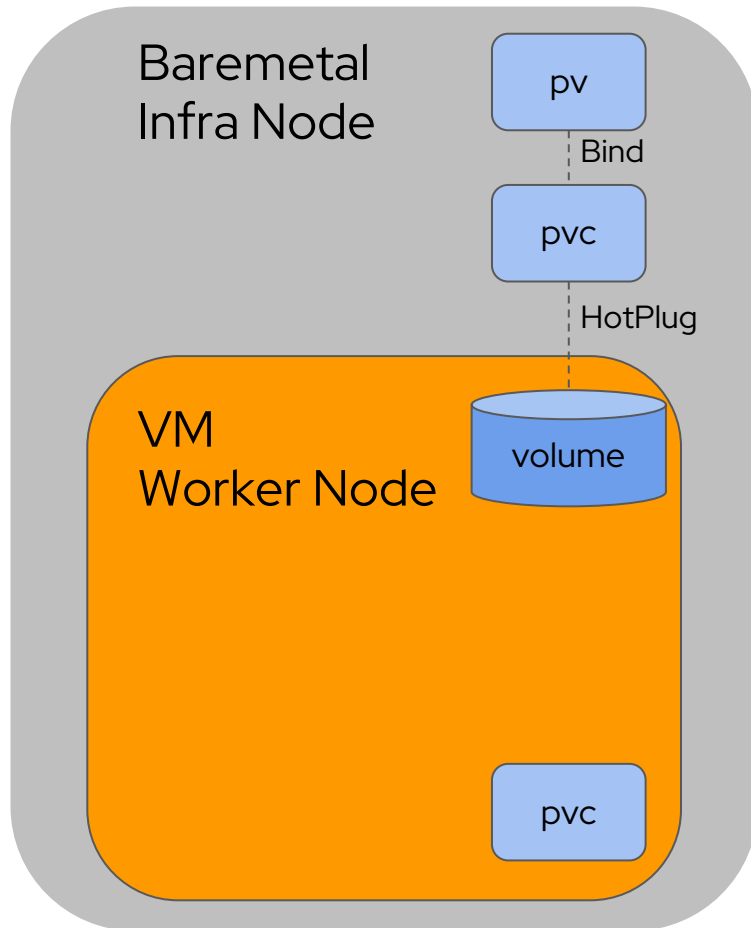 Baremetal
Infra Node
pv
Bind
pvc
HotPlug
VM
Worker Node
volume
pvc